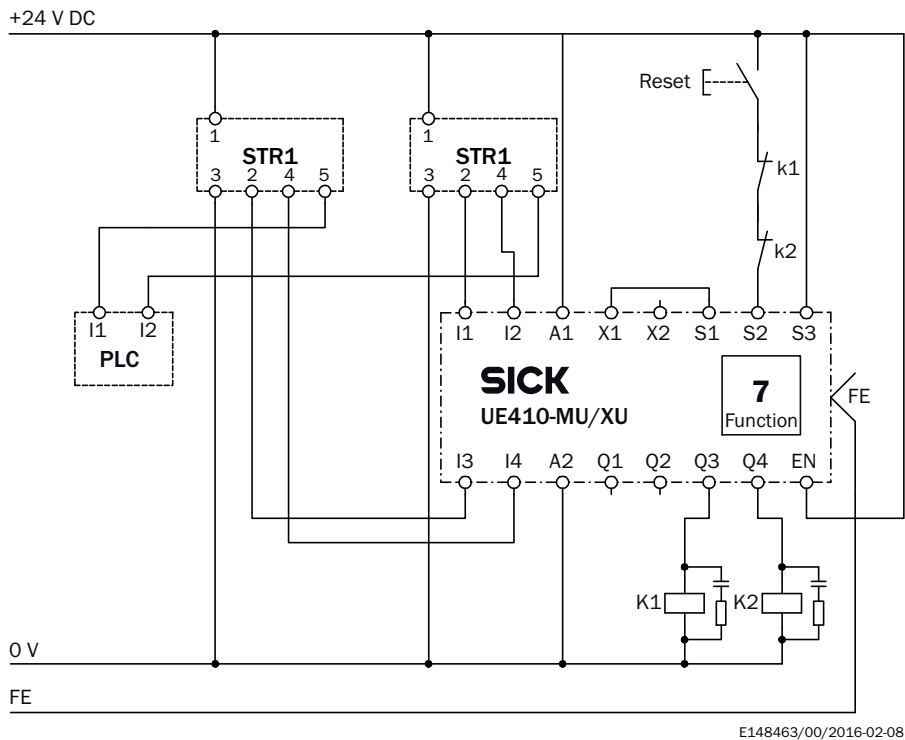 +24 V DC
Reset
1
1
STR1
STR1
3 2 4 5
3 2 4 5
k1
k2
I1 I2
PLC
I1 I2 A1 X1 X2 S1 S2 S3
SICK
UE410-MU/XU
7
Function
FE
I3 I4 A2 Q1 Q2 Q3 Q4 EN
K1
K2
0 V
FE
E148463/00/2016-02-08